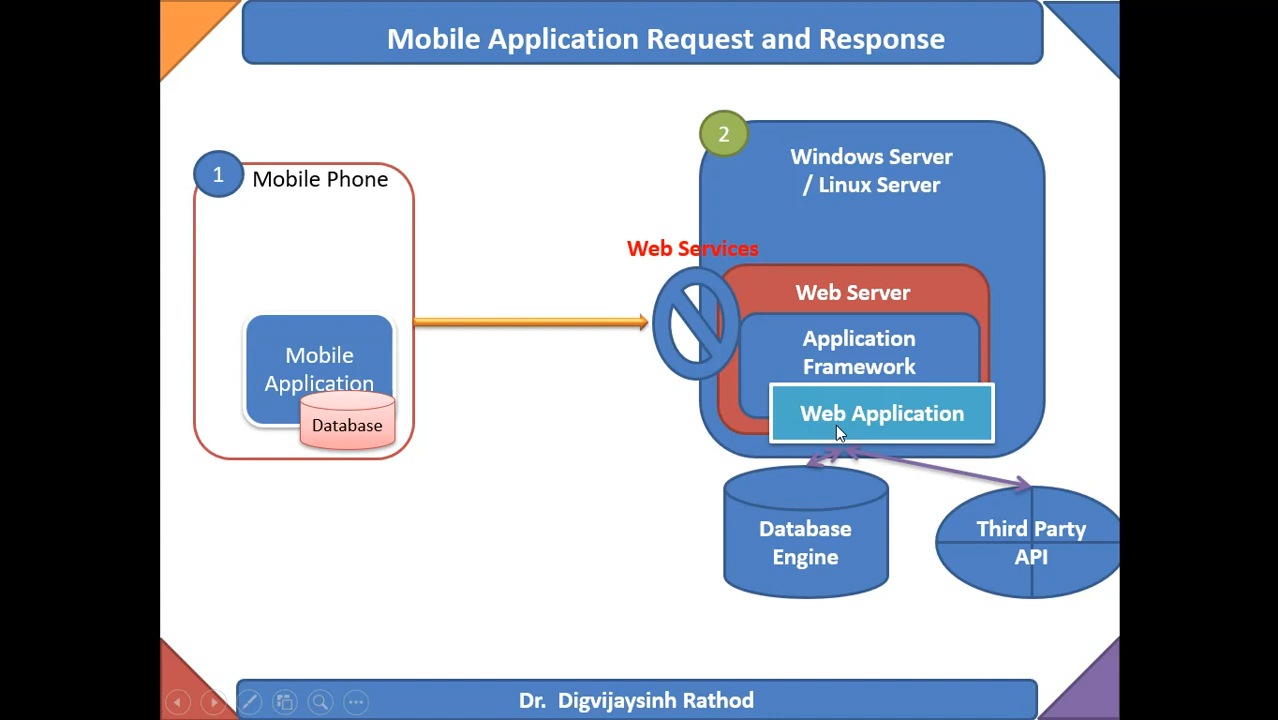 Mobile Application Request and Response
1
Mobile Phone
Mobile
Application
Database
2
Windows Server
/ Linux Server
Web Services
Web Server
Application
Framework
Web Application
Database
Engine
Third Party
API
Dr. Digvijaysinh Rathod